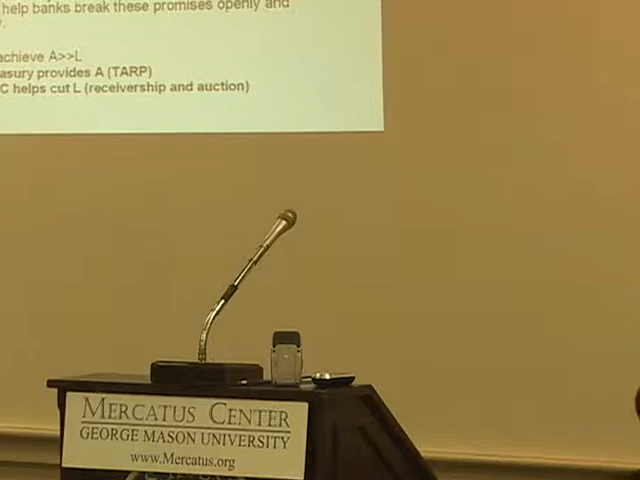 help banks break these promises openly and
achieve A>>L
asury provides A (TARP)
C helps cut L (receivership and auction)
MERCATUS CENTER
GEORGE MASON UNIVERSITY
www.Mercatus.org